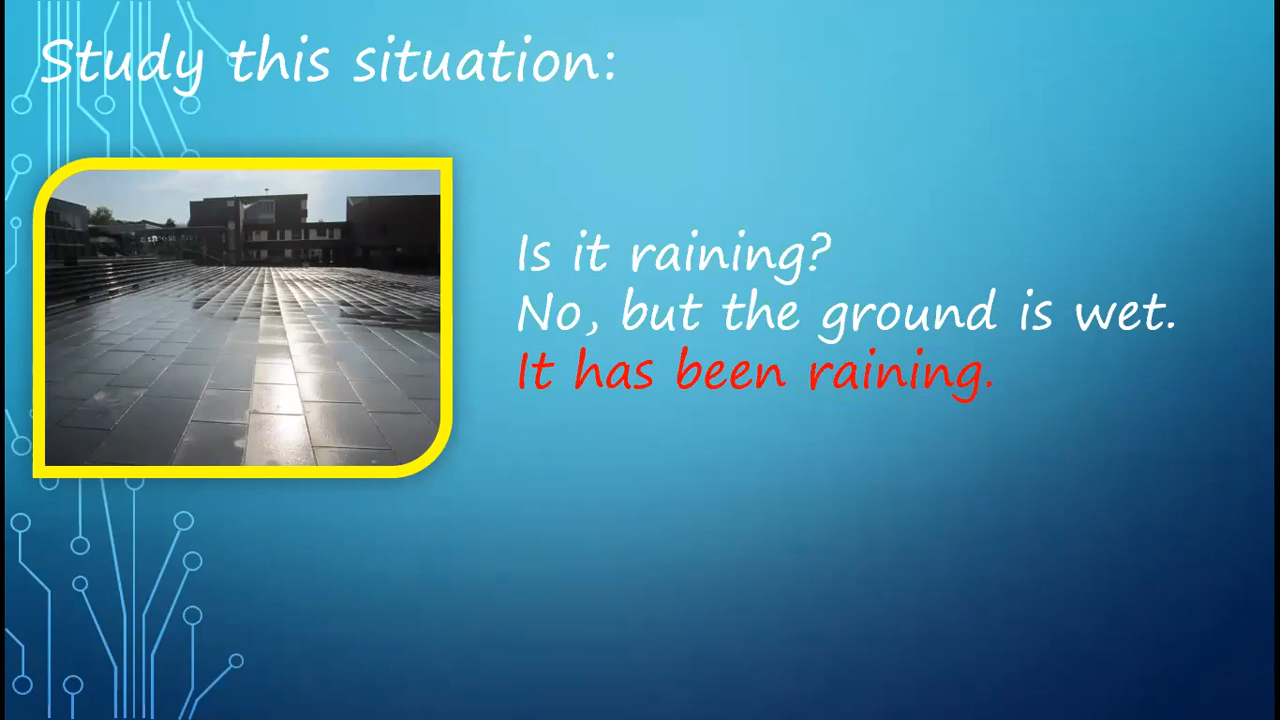 Study this situation:
Is it raining?
No, but the ground is wet.
It has been raining.